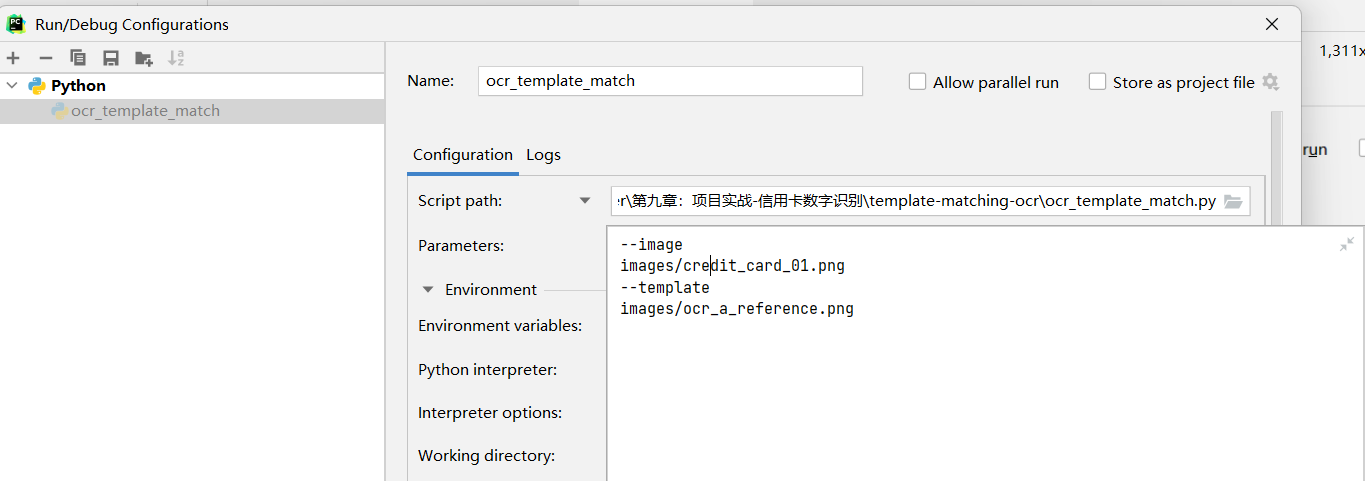 PC
Run/Debug Configurations
1,311x
Python
ocr_template_match
Name:
ocr_template_match
Allow parallel run
Store as project file
run
Configuration
Logs
Script path:
er\第九章：项目实战-信用卡数字识别\template-matching-ocr\ocr_template_match.py
Parameters:
--image
images/credit_card_01.png
--template
images/ocr_a_reference.png
Environment
Environment variables:
Python interpreter:
Interpreter options:
Working directory: